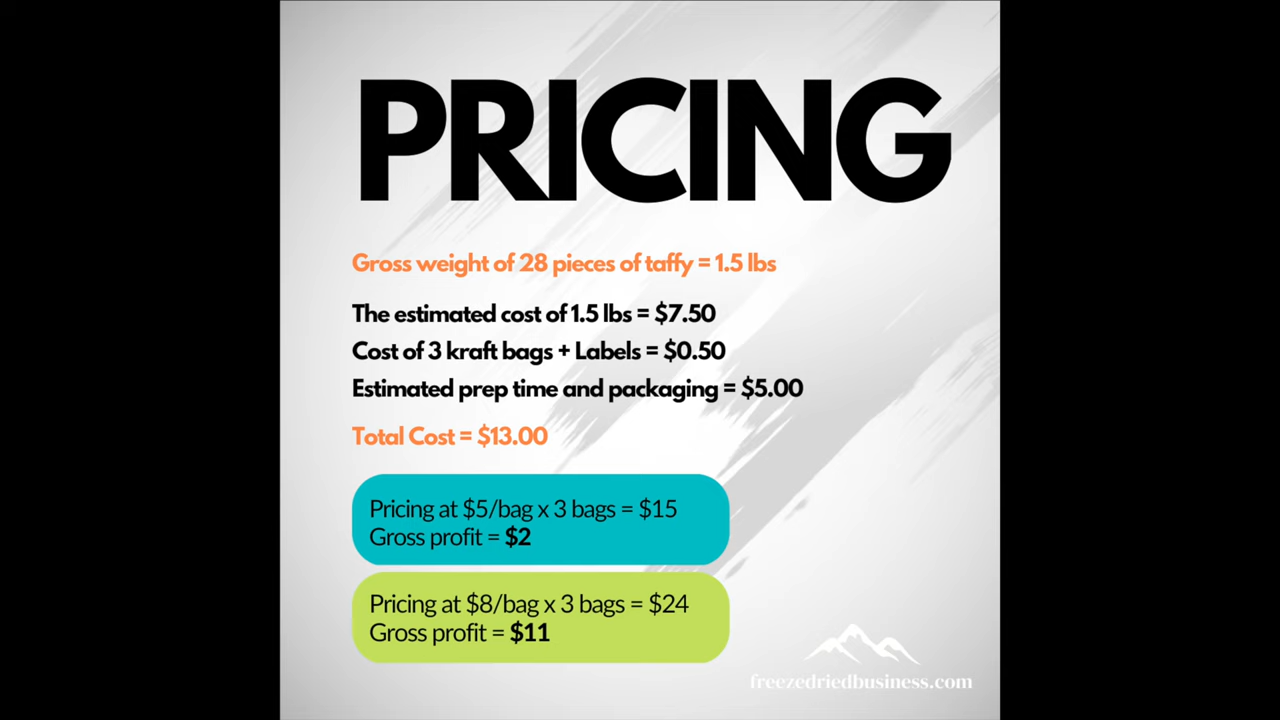 PRICING
Gross weight of 28 pieces of taffy = 1.5 lbs
The estimated cost of 1.5 lbs = $7.50
Cost of 3 kraft bags + Labels = $0.50
Estimated prep time and packaging = $5.00
Total Cost = $13.00
Pricing at $5/bag x 3 bags = $15
Gross profit = $2
Pricing at $8/bag x 3 bags = $24
Gross profit = $11
freezedriedbusiness.com